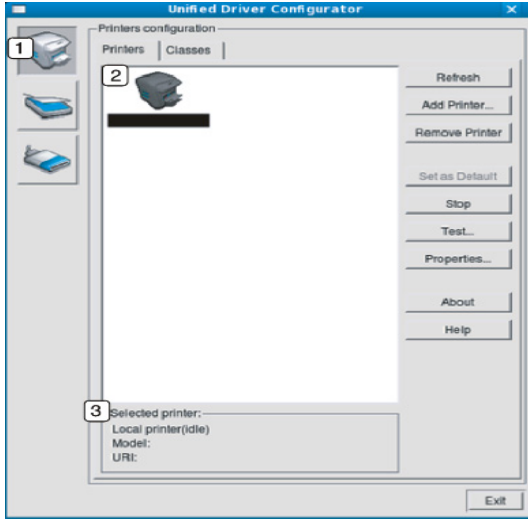 Unified Driver Configurator
Printers configuration
1
Printers
Classes
2
Refresh
Add Printer...
Remove Printer
Set as Default
Stop
Test...
Properties...
About
Help
3
Selected printer:
Local printer(idle)
Model:
URI:
Exit